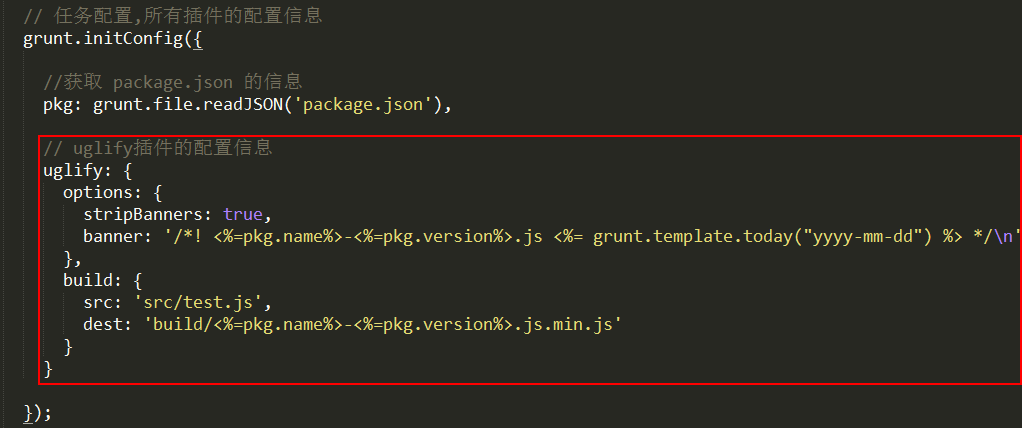 // 任务配置,所有插件的配置信息
grunt.initConfig({
//获取 package.json 的信息
pkg: grunt.file.readJSON('package.json'),
// uglify插件的配置信息
uglify: {
options: {
stripBanners: true,
banner: '/*! <%=pkg.name%>-<%=pkg.version%>.js <%= grunt.template.today("yyyy-mm-dd") %> */\n'
},
build: {
src: 'src/test.js',
dest: 'build/<%=pkg.name%>-<%=pkg.version%>.js.min.js'
}
}
});